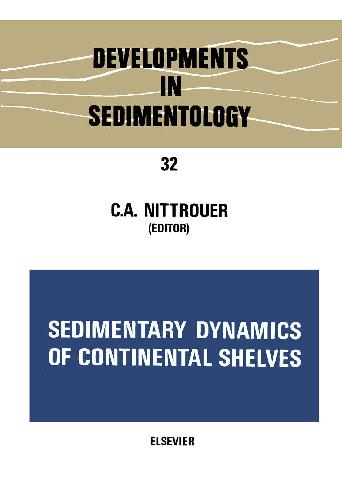 DEVELOPMENTS
IN
SEDIMENTOLOGY
32
C.A. NITTROUER
(EDITOR)
SEDIMENTARY DYNAMICS
OF CONTINENTAL SHELVES
ELSEVIER